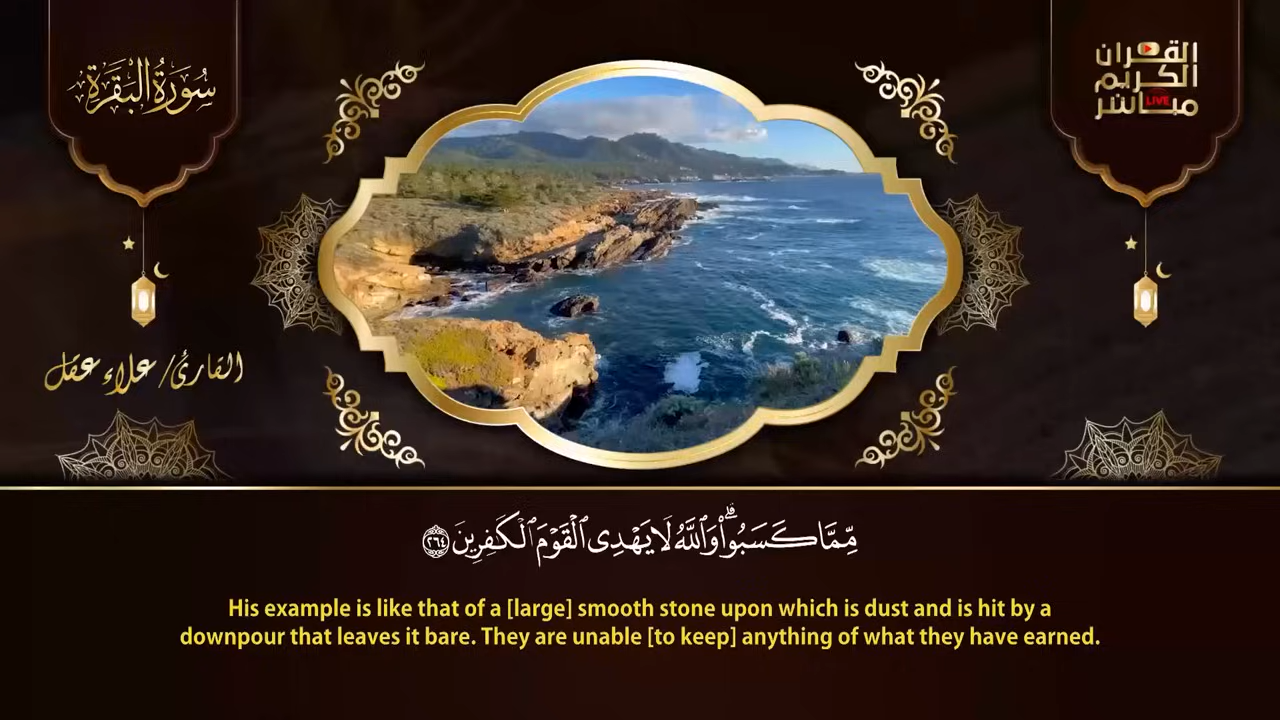 سُورَةُ البَقَرَةِ
القرآن
الكريم
مباشر
LIVE
القارئ/ علاء عقل
مِّمَّا كَسَبُوا۟ ۗ وَٱللَّهُ لَا يَهْدِى ٱلْقَوْمَ ٱلْكَـٰفِرِينَ ٢٦٤
His example is like that of a [large] smooth stone upon which is dust and is hit by a
downpour that leaves it bare. They are unable [to keep] anything of what they have earned.